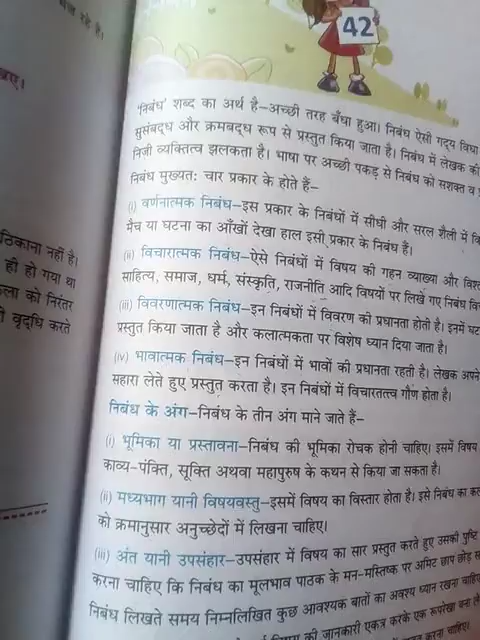 42
रहे हैं।
'निबंध' शब्द का अर्थ है–अच्छी तरह बँधा हुआ। निबंध ऐसी गद्य विधा
सुसंबद्ध और क्रमबद्ध रूप से प्रस्तुत किया जाता है। निबंध में लेखक की
निजी व्यक्तित्व झलकता है। भाषा पर अच्छी पकड़ से निबंध को सशक्त व
निबंध मुख्यतः चार प्रकार के होते हैं–
(i) वर्णनात्मक निबंध–इस प्रकार के निबंधों में सीधी और सरल शैली में
मैच या घटना का आँखों देखा हाल इसी प्रकार के निबंध हैं।
(ii) विचारात्मक निबंध–ऐसे निबंधों में विषय की गहन व्याख्या और
साहित्य, समाज, धर्म, संस्कृति, राजनीति आदि विषयों पर लिखे गए निबंध
(iii) विवरणात्मक निबंध–इन निबंधों में विवरण की प्रधानता होती है। इनमें
प्रस्तुत किया जाता है और कलात्मकता पर विशेष ध्यान दिया जाता है।
(iv) भावात्मक निबंध–इन निबंधों में भावों की प्रधानता रहती है। लेखक अपने
सहारा लेते हुए प्रस्तुत करता है। इन निबंधों में विचारतत्त्व गौण होता है।
निबंध के अंग–निबंध के तीन अंग माने जाते हैं–
(i) भूमिका या प्रस्तावना–निबंध की भूमिका रोचक होनी चाहिए। इसमें विषय
काव्य-पंक्ति, सूक्ति अथवा महापुरुष के कथन से किया जा सकता है।
(ii) मध्यभाग यानी विषयवस्तु–इसमें विषय का विस्तार होता है। इसे निबंध का
को क्रमानुसार अनुच्छेदों में लिखना चाहिए।
(iii) अंत यानी उपसंहार–उपसंहार में विषय का सार प्रस्तुत करते हुए उसकी पुष्टि
करना चाहिए कि निबंध का मूलभाव पाठक के मन-मस्तिष्क पर अमिट छाप छोड़
निबंध लिखते समय निम्नलिखित कुछ आवश्यक बातों का अवश्य ध्यान रखना चाहिए
की जानकारी एकत्र करके एक रूपरेखा बना
ठिकाना नहीं है।
ही हो गया था
को निरंतर
वृद्धि करते